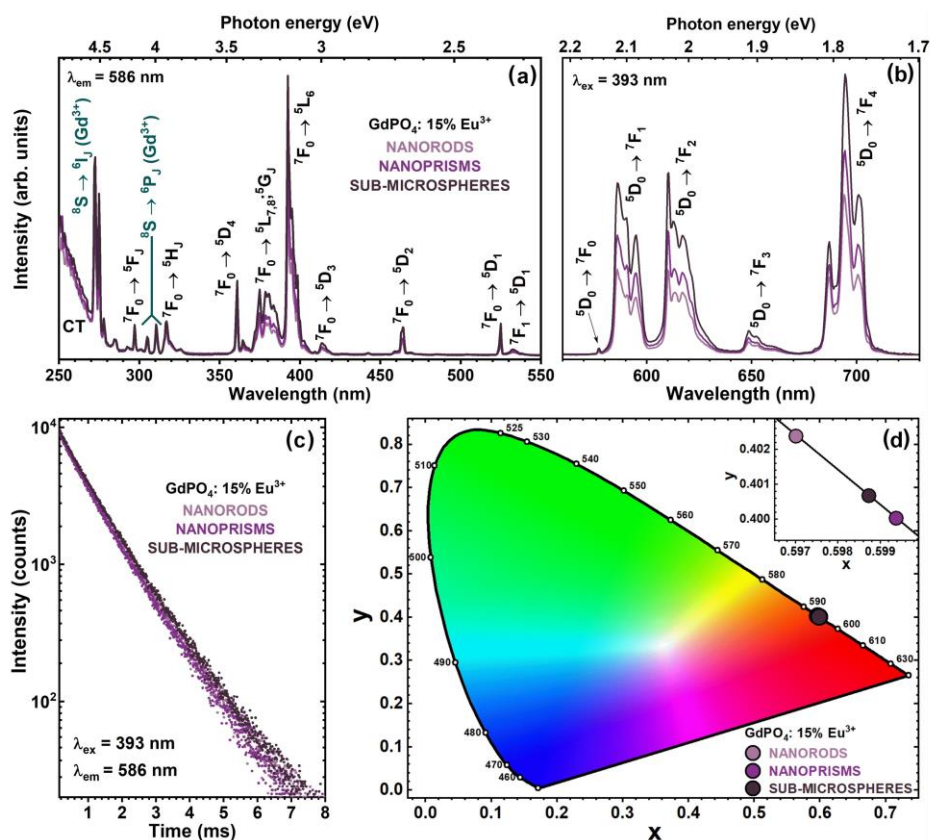 Photon energy (eV)
4.5 4 3.5 3 2.5
λem = 586 nm
(a)
⁸S → ⁶IJ (Gd³⁺)
⁸S → ⁶PJ (Gd³⁺)
⁷F₀ → ⁵FJ
⁷F₀ → ⁵HJ
⁷F₀ → ⁵D₄
⁷F₀ → ⁵L₇,₈;⁵GJ
⁷F₀ → ⁵L₆
⁷F₀ → ⁵D₃
⁷F₀ → ⁵D₂
⁷F₀ → ⁵D₁
⁷F₁ → ⁵D₁
GdPO₄: 15% Eu³⁺
NANORODS
NANOPRISMS
SUB-MICROSPHERES
CT
Intensity (arb. units)
250 300 350 400 450 500 550
Wavelength (nm)
Photon energy (eV)
2.2 2.1 2 1.9 1.8 1.7
λex = 393 nm
(b)
⁵D₀ → ⁷F₀
⁵D₀ → ⁷F₁
⁵D₀ → ⁷F₂
⁵D₀ → ⁷F₃
⁵D₀ → ⁷F₄
600 650 700
Wavelength (nm)
(c)
GdPO₄: 15% Eu³⁺
NANORODS
NANOPRISMS
SUB-MICROSPHERES
λex = 393 nm
λem = 586 nm
Intensity (counts)
10⁴
10³
10²
1 2 3 4 5 6 7 8
Time (ms)
(d)
y
0.8
0.7
0.6
0.5
0.4
0.3
0.2
0.1
0.0
525
530
540
550
560
570
580
590
600
610
630
510
500
490
480
470
460
y
0.402
0.401
0.400
0.597 0.598 0.599
x
GdPO₄: 15% Eu³⁺
NANORODS
NANOPRISMS
SUB-MICROSPHERES
0.0 0.1 0.2 0.3 0.4 0.5 0.6 0.7
x